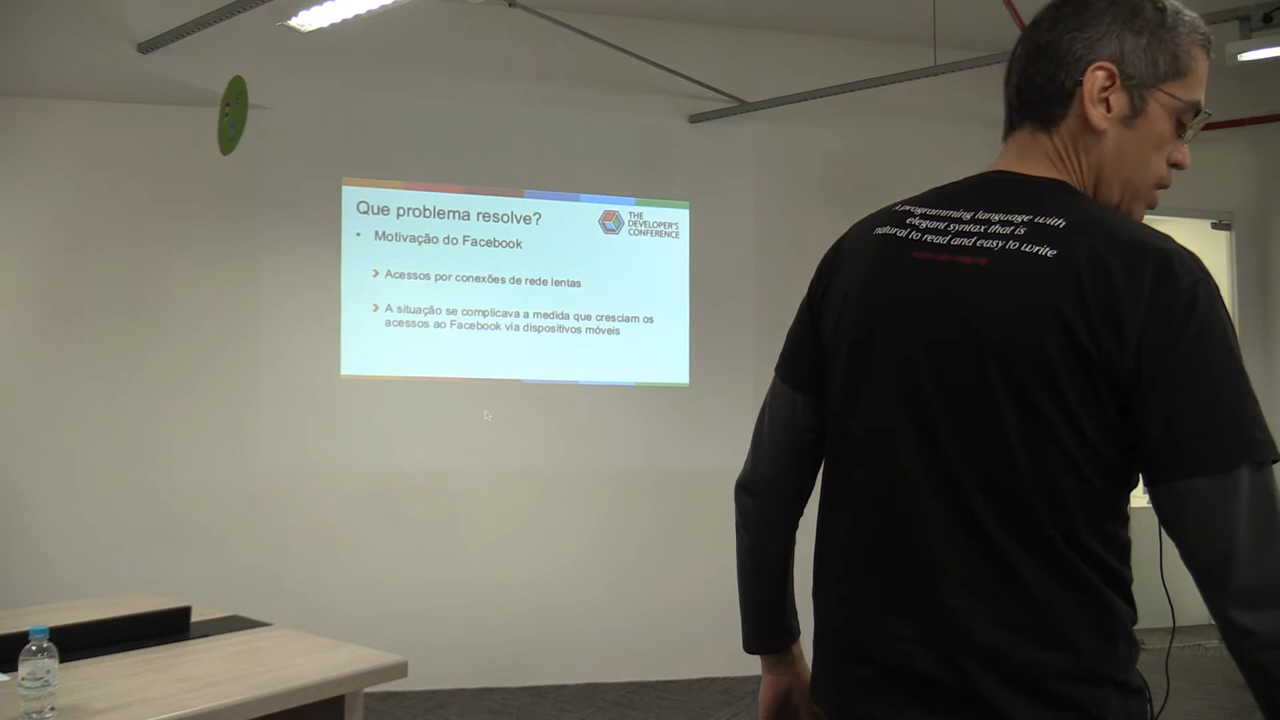 Que problema resolve?
THE
DEVELOPER'S
CONFERENCE
• Motivação do Facebook
Acessos por conexões de rede lentas
A situação se complicava a medida que cresciam os
acessos ao Facebook via dispositivos móveis
A programming language with
elegant syntax that is
natural to read and easy to write